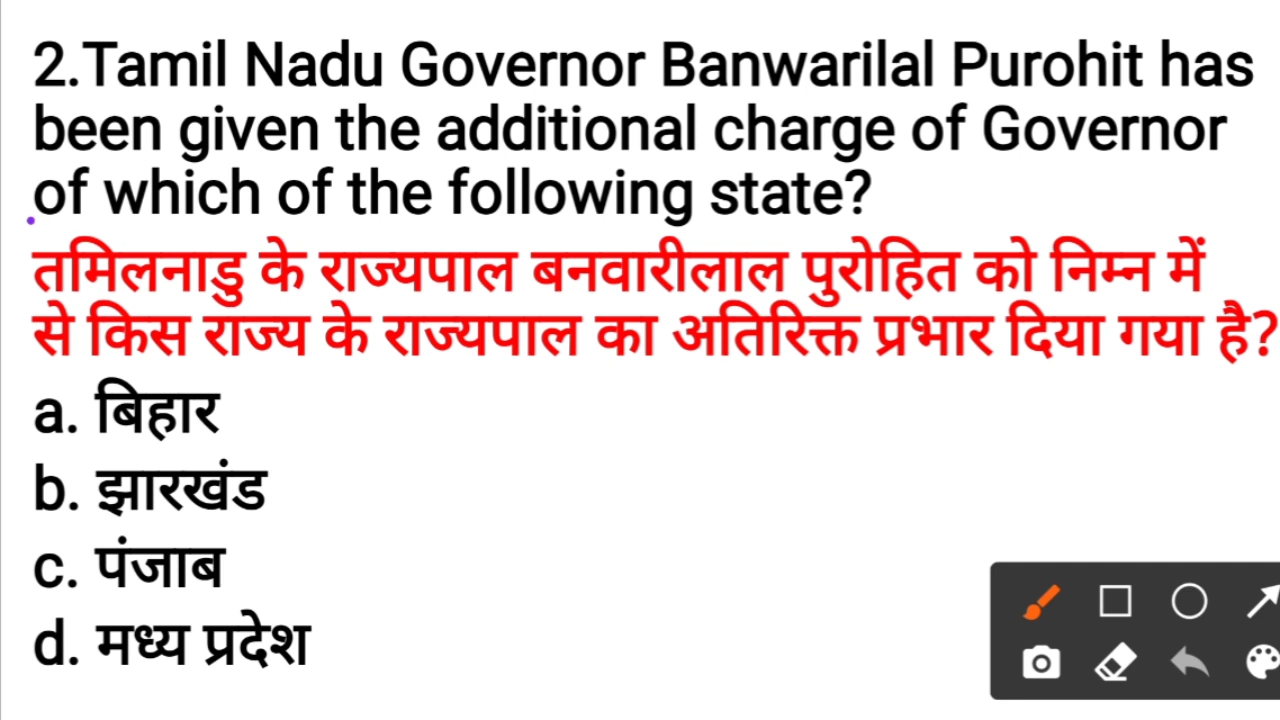 2.Tamil Nadu Governor Banwarilal Purohit has
been given the additional charge of Governor
of which of the following state?
तमिलनाडु के राज्यपाल बनवारीलाल पुरोहित को निम्न में
से किस राज्य के राज्यपाल का अतिरिक्त प्रभार दिया गया है?
a. बिहार
b. झारखंड
c. पंजाब
d. मध्य प्रदेश